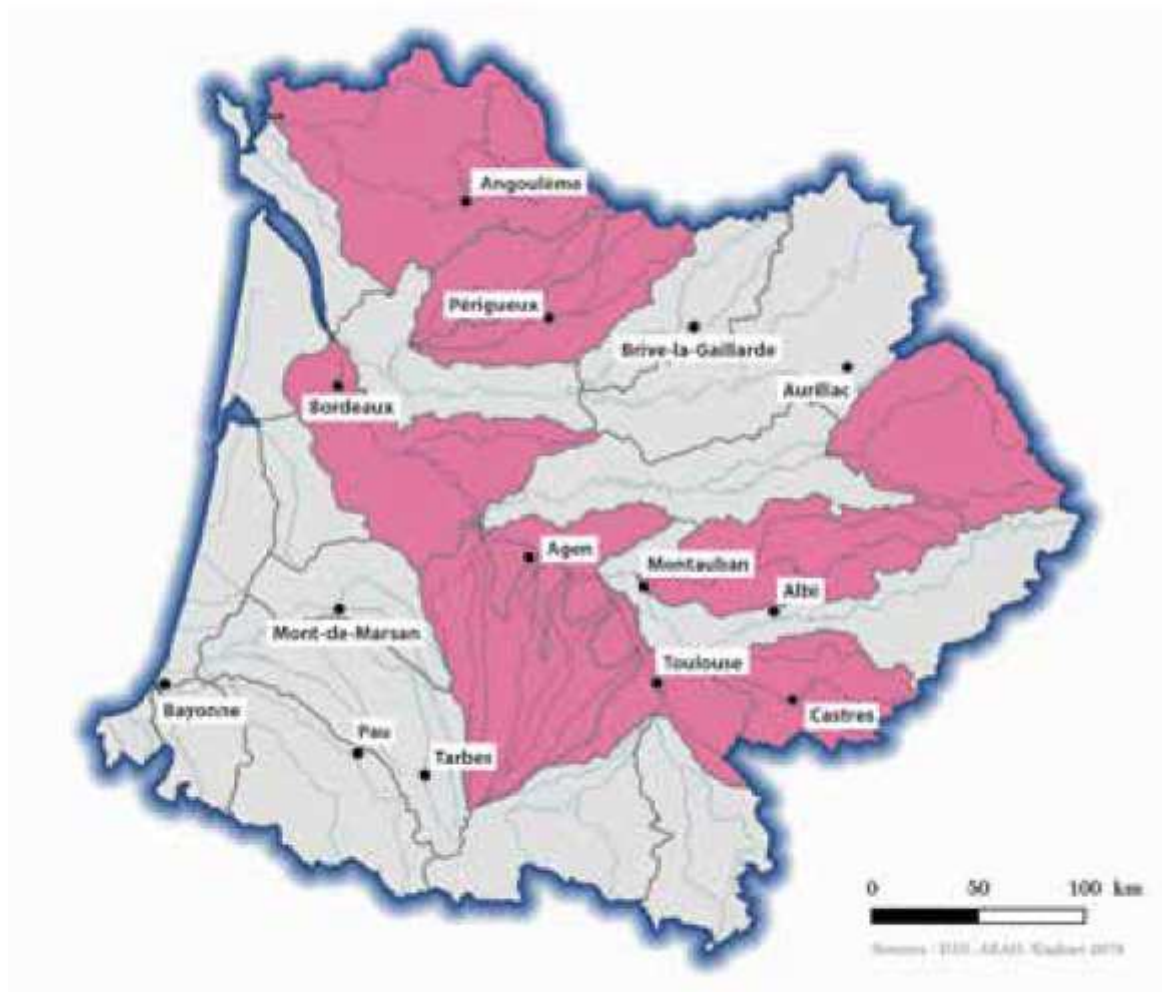 Angoulême
Périgueux
Brive-la-Gaillarde
Aurillac
Bordeaux
Agen
Montauban
Albi
Mont-de-Marsan
Toulouse
Bayonne
Castres
Pau
Tarbes
0 50 100 km